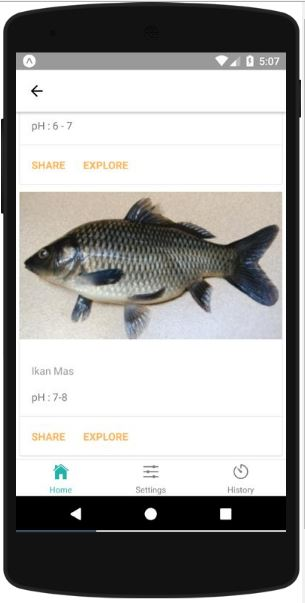 5:07
pH : 6 - 7
SHARE EXPLORE
Ikan Mas
pH : 7-8
SHARE EXPLORE
Home Settings History